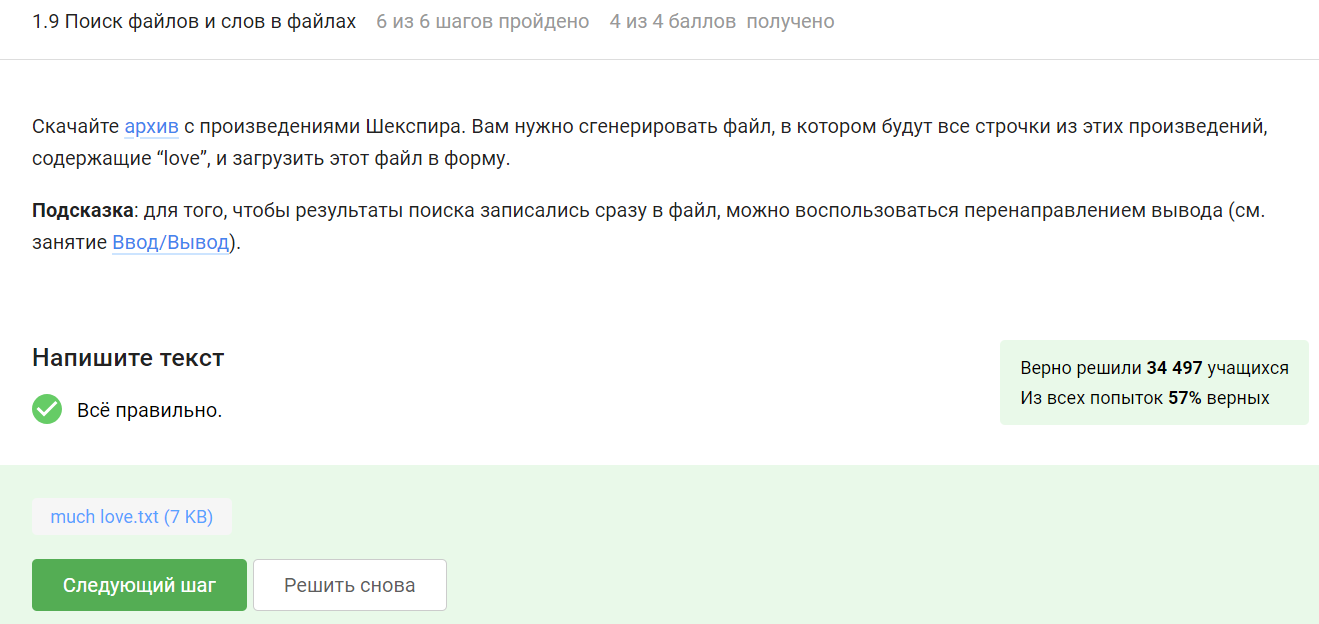 1.9 Поиск файлов и слов в файлах 6 из 6 шагов пройдено 4 из 4 баллов получено
Скачайте архив с произведениями Шекспира. Вам нужно сгенерировать файл, в котором будут все строчки из этих произведений,
содержащие “love”, и загрузить этот файл в форму.
Подсказка: для того, чтобы результаты поиска записались сразу в файл, можно воспользоваться перенаправлением вывода (см.
занятие Ввод/Вывод).
Напишите текст
Всё правильно.
Верно решили 34 497 учащихся
Из всех попыток 57% верных
much love.txt (7 KB)
Следующий шаг
Решить снова